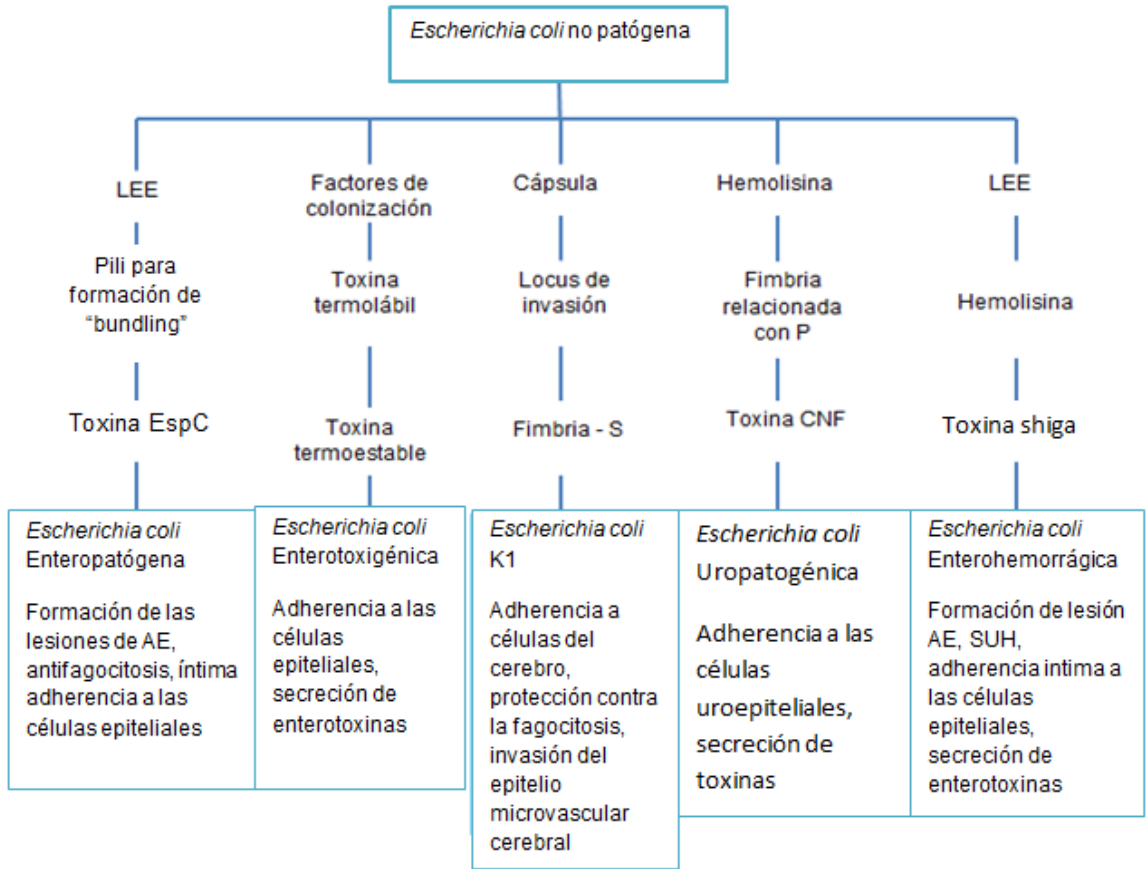 Escherichia coli no patógena
LEE
Pili para
formación de
“bundling”
Toxina EspC
Escherichia coli
Enteropatógena
Formación de las
lesiones de AE,
antifagocitosis, íntima
adherencia a las
células epiteliales
Factores de
colonización
Toxina
termolábil
Toxina
termoestable
Escherichia coli
Enterotoxigénica
Adherencia a las
células
epiteliales,
secreción de
enterotoxinas
Cápsula
Locus de
invasión
Fimbria - S
Escherichia coli
K1
Adherencia a
células del
cerebro,
protección contra
la fagocitosis,
invasión del
epitelio
microvascular
cerebral
Hemolisina
Fimbria
relacionada
con P
Toxina CNF
Escherichia coli
Uropatogénica
Adherencia a las
células
uroepiteliales,
secreción de
toxinas
LEE
Hemolisina
Toxina shiga
Escherichia coli
Enterohemorrágica
Formación de lesión
AE, SUH,
adherencia intima a
las células
epiteliales,
secreción de
enterotoxinas